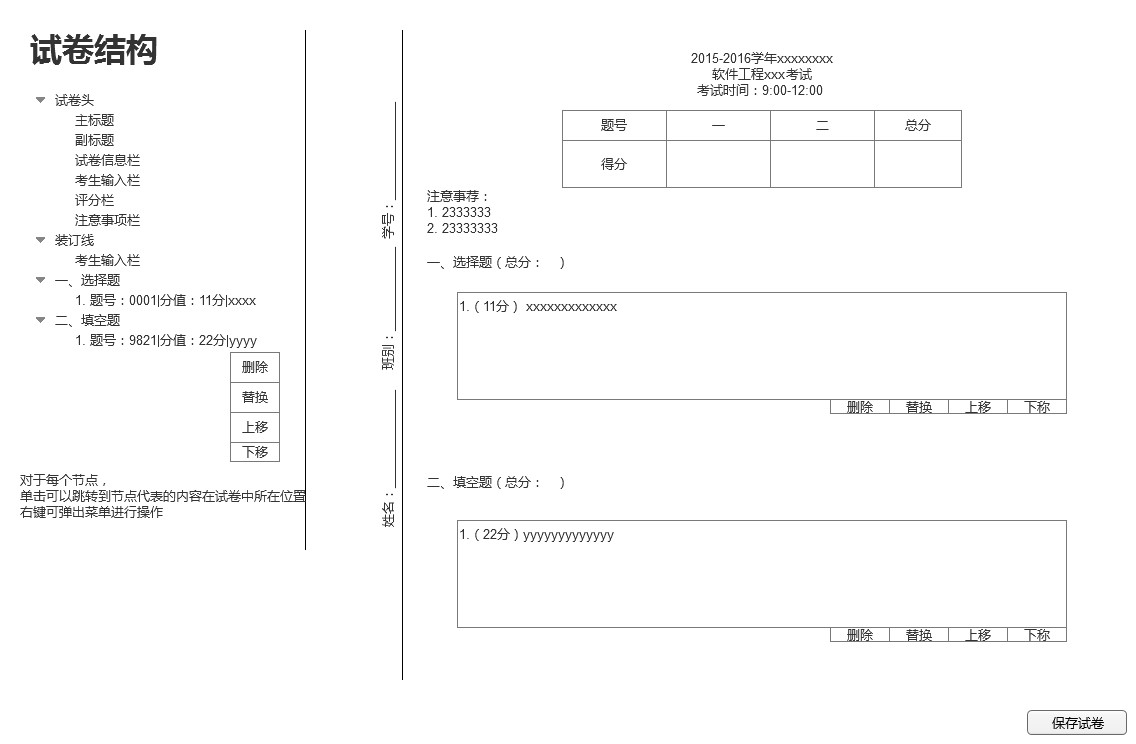 试卷结构
试卷头
主标题
副标题
试卷信息栏
考生输入栏
评分栏
注意事项栏
装订线
考生输入栏
一、选择题
1. 题号：0001|分值：11分|xxxx
二、填空题
1. 题号：9821|分值：22分|yyyy
删除
替换
上移
下移
对于每个节点，
单击可以跳转到节点代表的内容在试卷中所在位置
右键可弹出菜单进行操作
姓名：
班别：
学号：
2015-2016学年xxxxxxxx
软件工程xxx考试
考试时间：9:00-12:00
题号 一 二 总分
得分
注意事荐：
1. 2333333
2. 23333333
一、选择题（总分： ）
1.（11分） xxxxxxxxxxxxx
删除 替换 上移 下称
二、填空题（总分： ）
1.（22分）yyyyyyyyyyyyy
删除 替换 上移 下称
保存试卷